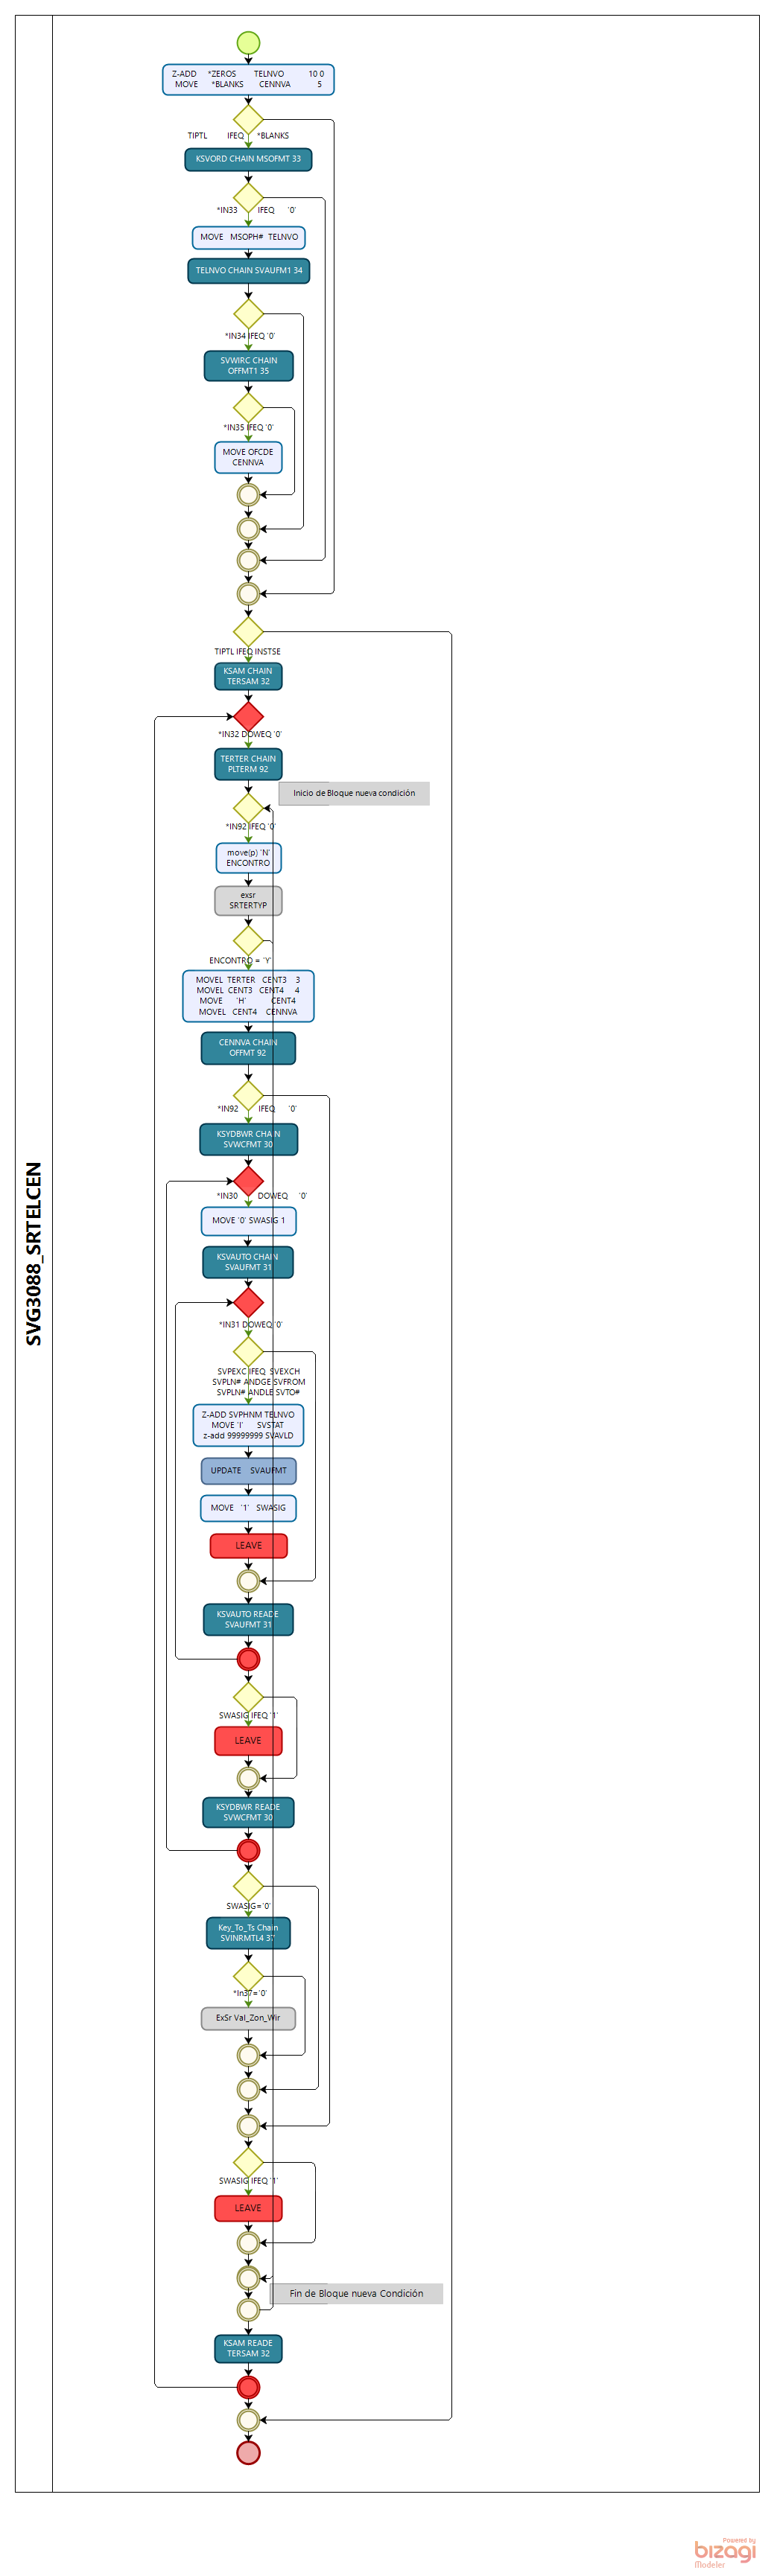 SVG3088_SRTELCEN
Z-ADD *ZEROS TELNVO 10 0
MOVE *BLANKS CENNVA 5
TIPTL IFEQ *BLANKS
KSVORD CHAIN MSOFMT 33
*IN33 IFEQ '0'
MOVE MSOPH# TELNVO
TELNVO CHAIN SVAUFM1 34
*IN34 IFEQ '0'
SVWIRC CHAIN
OFFMT1 35
*IN35 IFEQ '0'
MOVE OFCDE
CENNVA
TIPTL IFEQ INSTSE
KSAM CHAIN
TERSAM 32
*IN32 DOWEQ '0'
TERTER CHAIN
PLTERM 92
Inicio de Bloque nueva condición
*IN92 IFEQ '0'
move(p) 'N'
ENCONTRO
exsr
SRTERTYP
ENCONTRO = 'Y'
MOVEL TERTER CENT3 3
MOVEL CENT3 CENT4 4
MOVE 'H' CENT4
MOVEL CENT4 CENNVA
CENNVA CHAIN
OFFMT 92
*IN92 IFEQ '0'
KSYDBWR CHAIN
SVWCFMT 30
*IN30 DOWEQ '0'
MOVE '0' SWASIG 1
KSVAUTO CHAIN
SVAUFMT 31
*IN31 DOWEQ '0'
SVPEXC IFEQ SVEXCH
SVPLN# ANDGE SVFROM
SVPLN# ANDLE SVTO#
Z-ADD SVPHNM TELNVO
MOVE 'I' SVSTAT
z-add 99999999 SVAVLD
UPDATE SVAUFMT
MOVE '1' SWASIG
LEAVE
KSVAUTO READE
SVAUFMT 31
SWASIG IFEQ '1'
LEAVE
KSYDBWR READE
SVWCFMT 30
SWASIG='0'
Key_To_Ts Chain
SVINRMTL4 37
*In37='0'
ExSr Val_Zon_Wir
SWASIG IFEQ '1'
LEAVE
Fin de Bloque nueva Condición
KSAM READE
TERSAM 32
Powered by
bizagi
Modeler